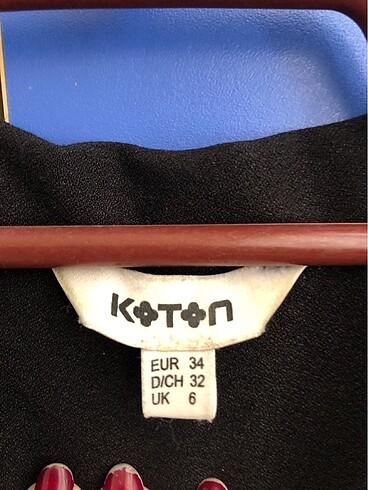 KOTON
EUR 34
D/CH 32
UK 6